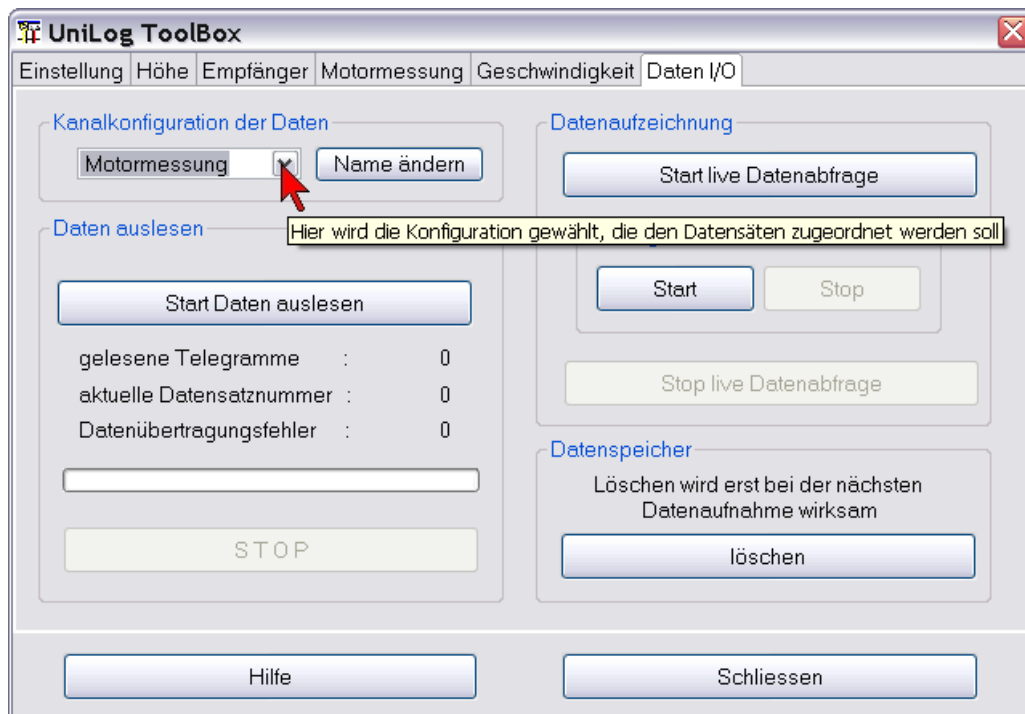 UniLog ToolBox
Einstellung Höhe Empfänger Motormessung Geschwindigkeit Daten I/O
Kanalkonfiguration der Daten
Motormessung
Name ändern
Daten auslesen
Start Daten auslesen
gelesene Telegramme : 0
aktuelle Datensatznummer : 0
Datenübertragungsfehler : 0
STOP
Datenaufzeichnung
Start live Datenabfrage
Hier wird die Konfiguration gewählt, die den Datensäten zugeordnet werden soll
Start
Stop
Stop live Datenabfrage
Datenspeicher
Löschen wird erst bei der nächsten
Datenaufnahme wirksam
löschen
Hilfe
Schliessen